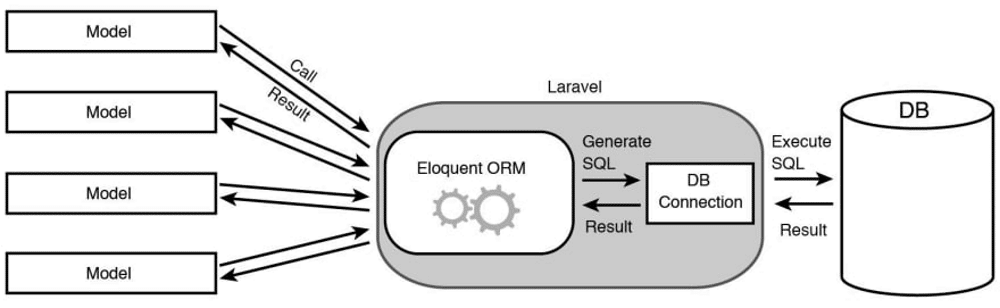 Model
Call
Result
Model
Model
Model
Laravel
Eloquent ORM
Generate
SQL
Result
DB
Connection
Execute
SQL
Result
DB